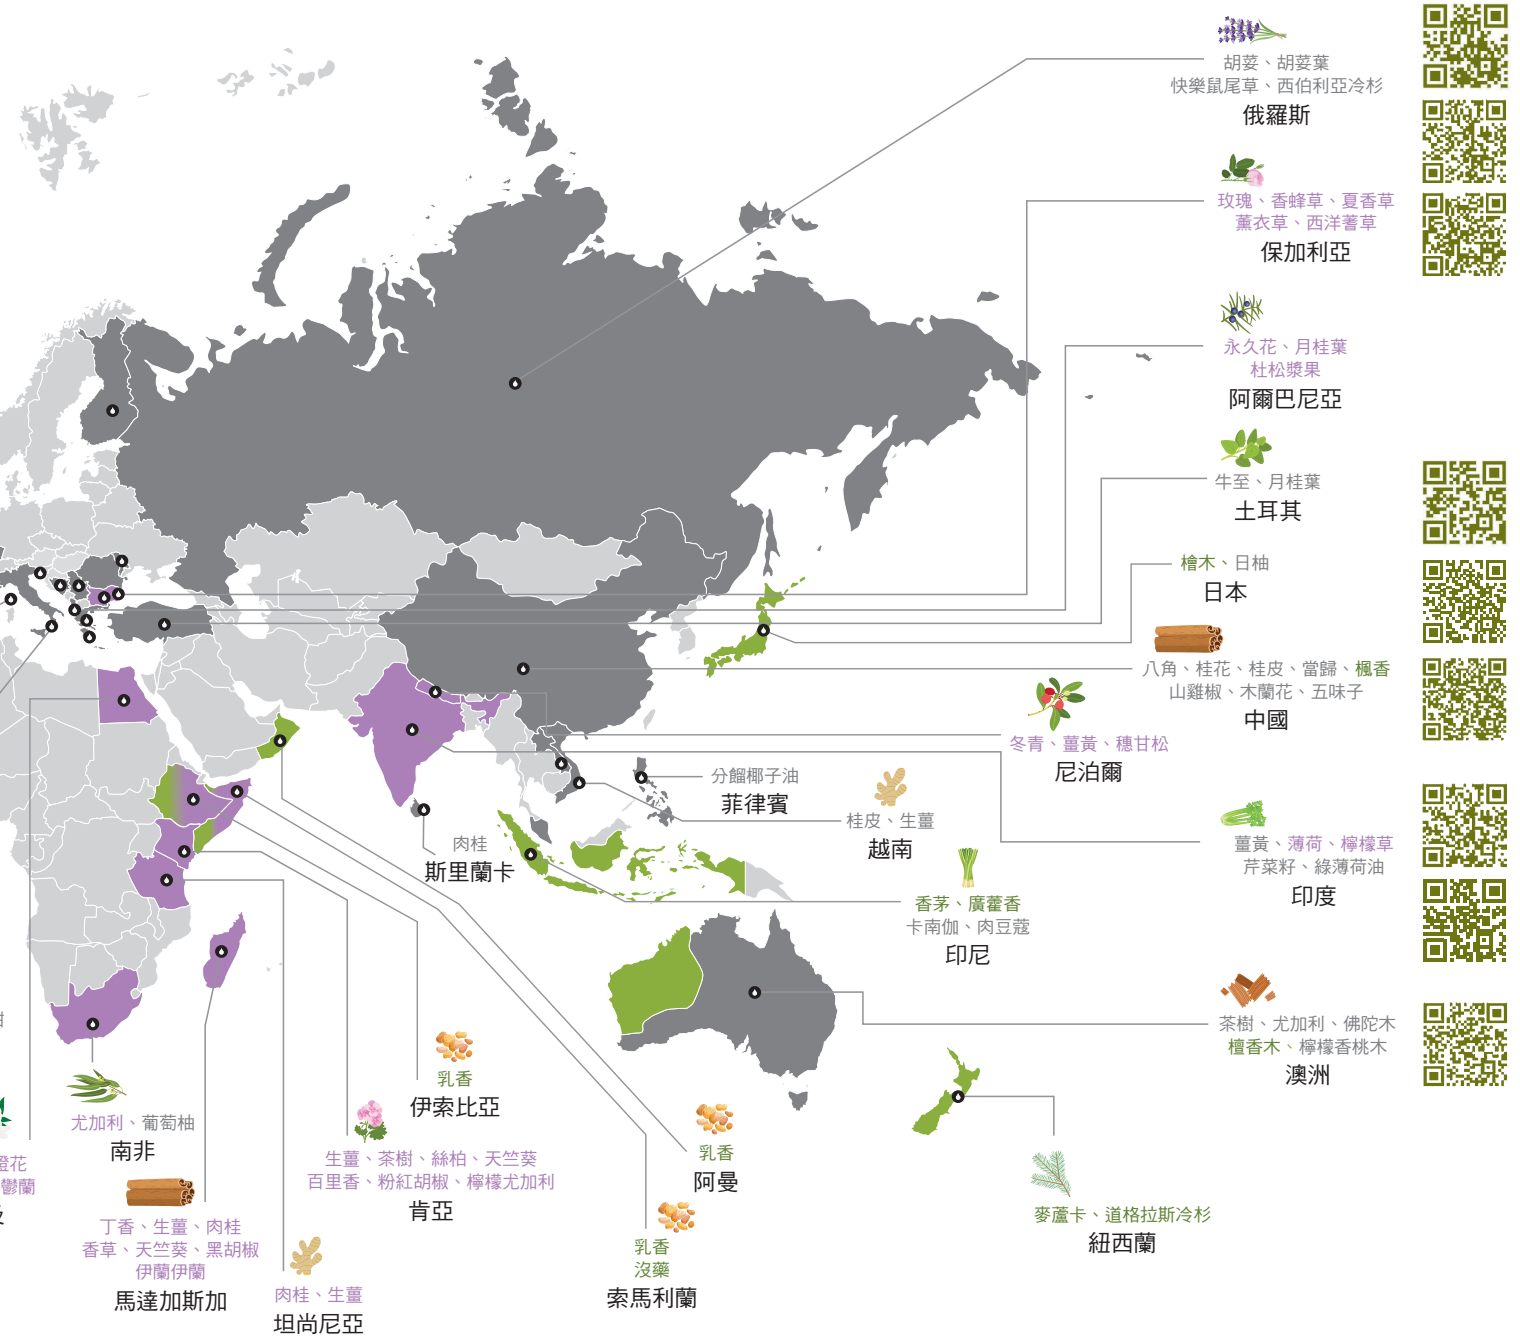 胡荽、胡荽葉
快樂鼠尾草、西伯利亞冷杉
俄羅斯
玫瑰、香蜂草、夏香草
薰衣草、西洋蓍草
保加利亞
永久花、月桂葉
杜松漿果
阿爾巴尼亞
牛至、月桂葉
土耳其
檜木、日柚
日本
八角、桂花、桂皮、當歸、楓香
山雞椒、木蘭花、五味子
中國
冬青、薑黃、穗甘松
尼泊爾
分餾椰子油
菲律賓
桂皮、生薑
越南
肉桂
斯里蘭卡
薑黃、薄荷、檸檬草
芹菜籽、綠薄荷油
印度
香茅、廣藿香
卡南伽、肉豆蔻
印尼
茶樹、尤加利、佛陀木
檀香木、檸檬香桃木
澳洲
乳香
伊索比亞
尤加利、葡萄柚
南非
橙花
鬱蘭
生薑、茶樹、絲柏、天竺葵
百里香、粉紅胡椒、檸檬尤加利
肯亞
乳香
阿曼
麥蘆卡、道格拉斯冷杉
紐西蘭
丁香、生薑、肉桂
香草、天竺葵、黑胡椒
伊蘭伊蘭
馬達加斯加
肉桂、生薑
坦尚尼亞
乳香
沒藥
索馬利蘭